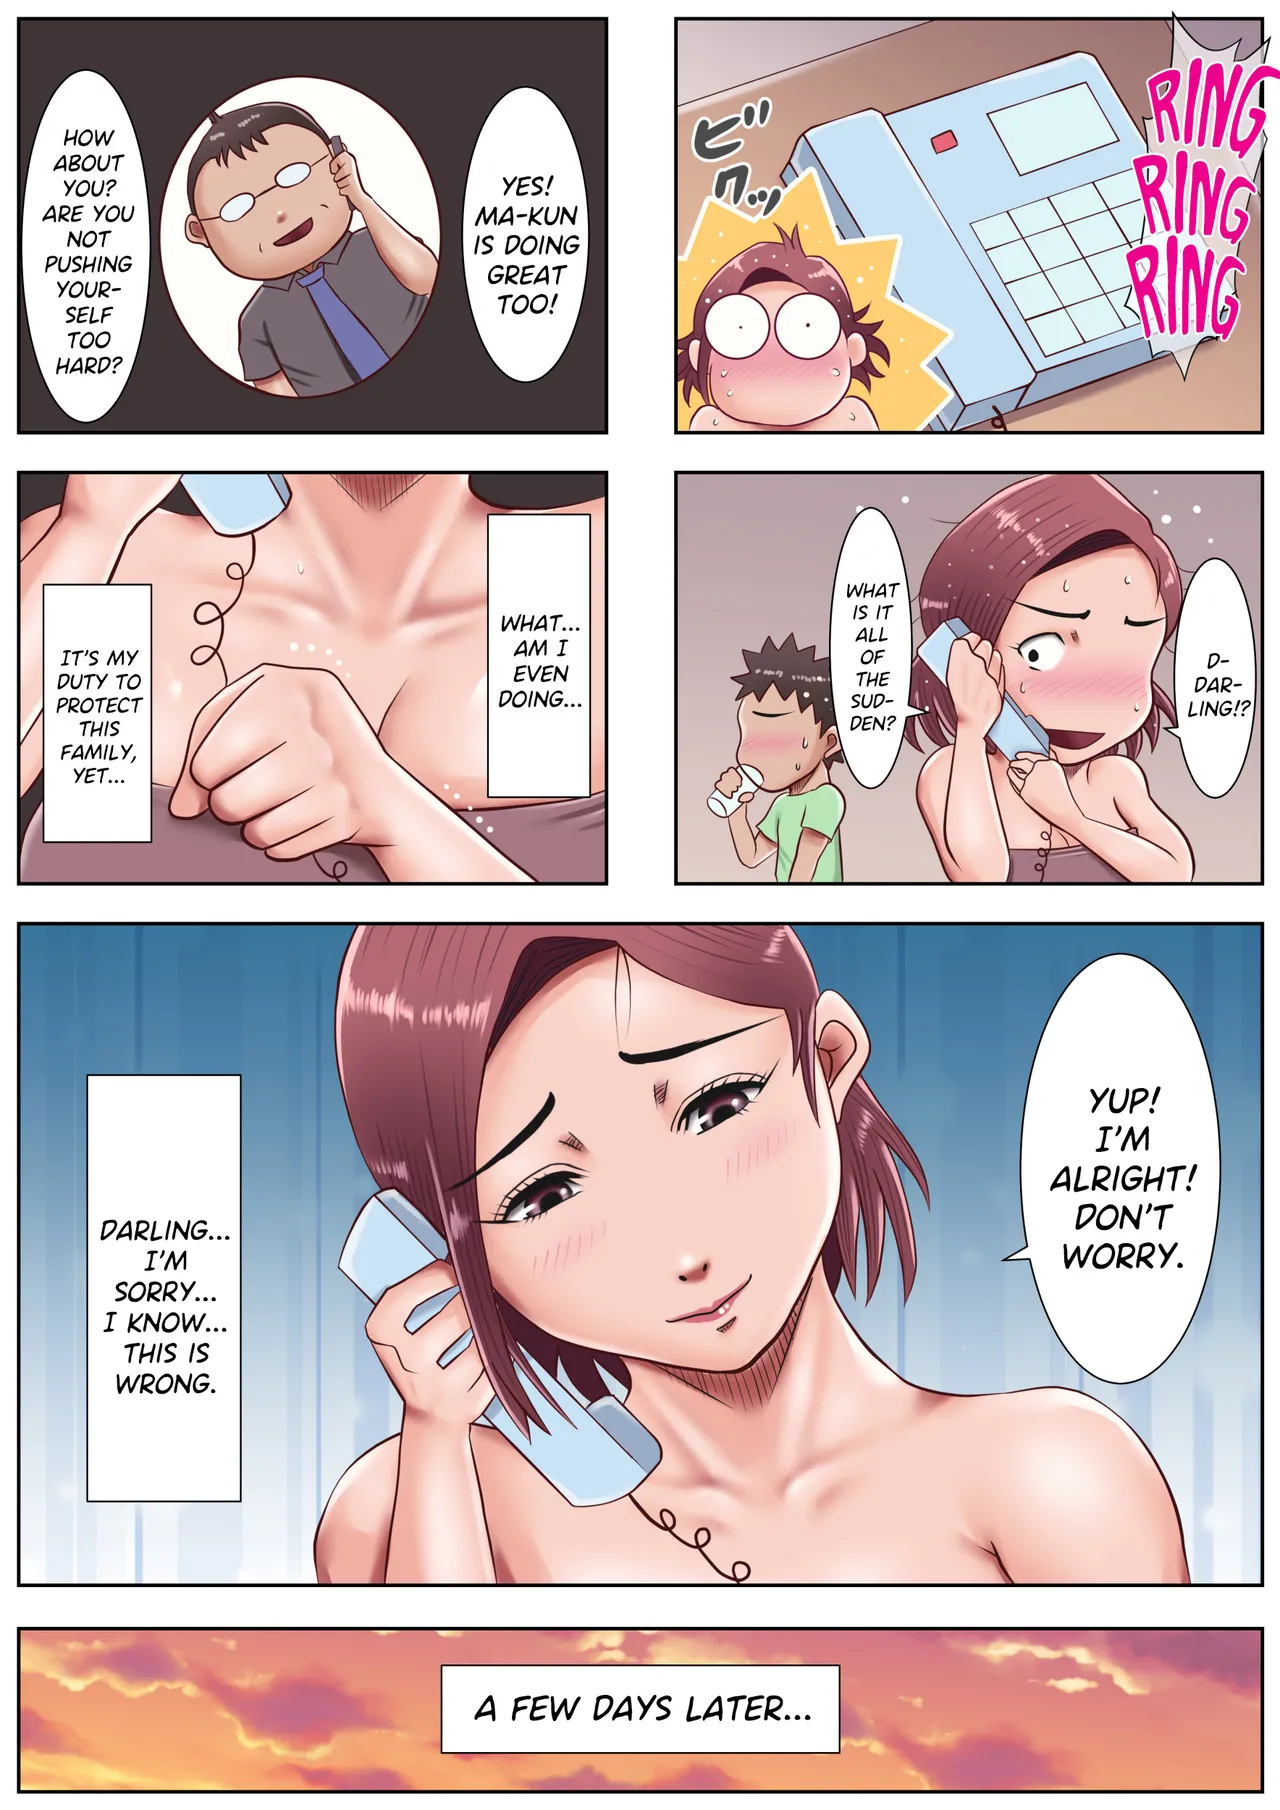 RING
RING
RING
ビ
クッ
D-
DAR-
LING!?
WHAT
IS IT
ALL
OF
THE
SUD-
DEN?
YES!
MA-KUN
IS DOING
GREAT
TOO!
HOW
ABOUT
YOU?
ARE YOU
NOT
PUSHING
YOUR-
SELF
TOO
HARD?
WHAT...
AM I
EVEN
DOING...
IT'S MY
DUTY TO
PROTECT
THIS
FAMILY,
YET...
YUP!
I'M
ALRIGHT!
DON'T
WORRY.
DARLING...
I'M
SORRY...
I KNOW...
THIS IS
WRONG.
A FEW DAYS LATER...